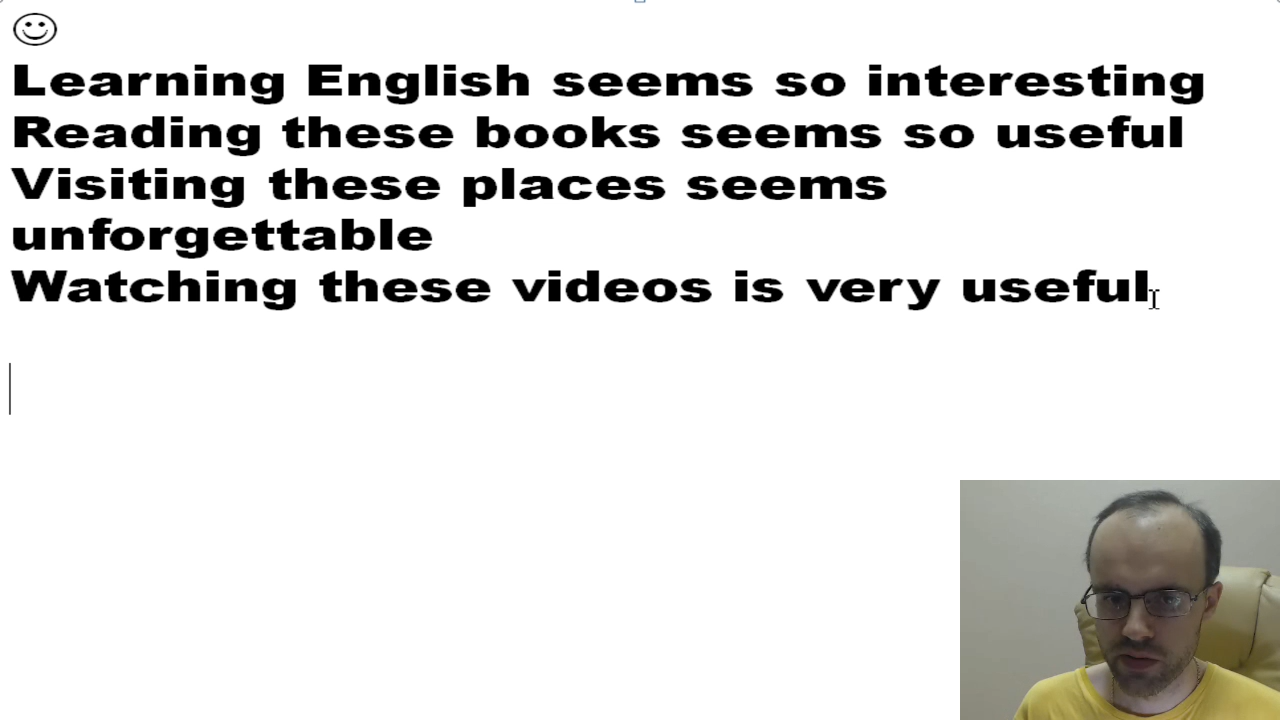 Learning English seems so interesting
Reading these books seems so useful
Visiting these places seems
unforgettable
Watching these videos is very useful